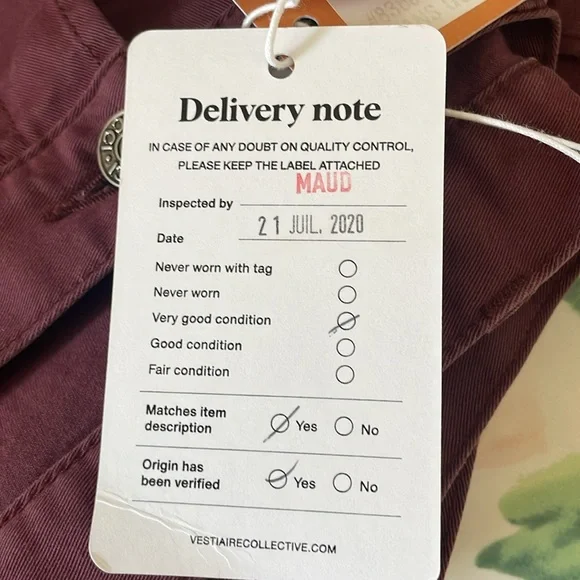 Delivery note
IN CASE OF ANY DOUBT ON QUALITY CONTROL,
PLEASE KEEP THE LABEL ATTACHED
MAUD
Inspected by
21 JUIL. 2020
Date
Never worn with tag
Never worn
Very good condition
Good condition
Fair condition
Matches item
description Yes No
Origin has
been verified Yes No
VESTIAIRECOLLECTIVE.COM